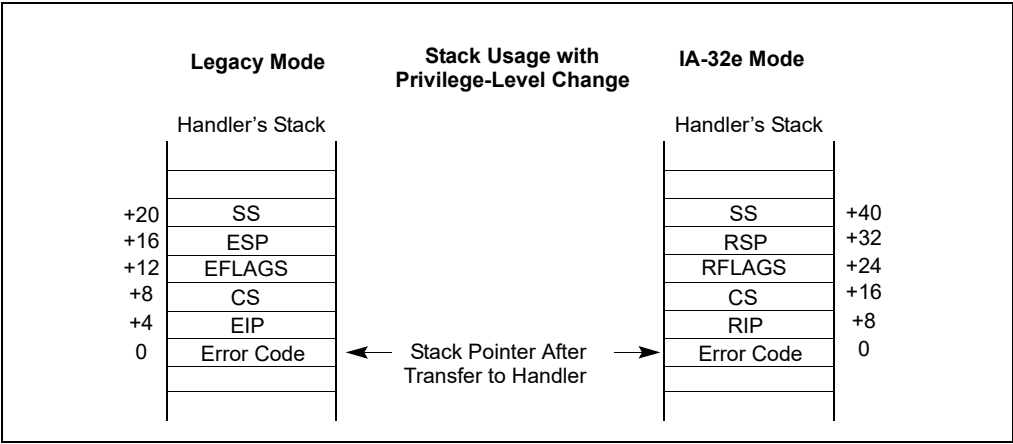 Legacy Mode
Stack Usage with
Privilege-Level Change
IA-32e Mode
Handler's Stack
Handler's Stack
+20 SS
+16 ESP
+12 EFLAGS
+8 CS
+4 EIP
0 Error Code
SS +40
RSP +32
RFLAGS +24
CS +16
RIP +8
Error Code 0
Stack Pointer After
Transfer to Handler